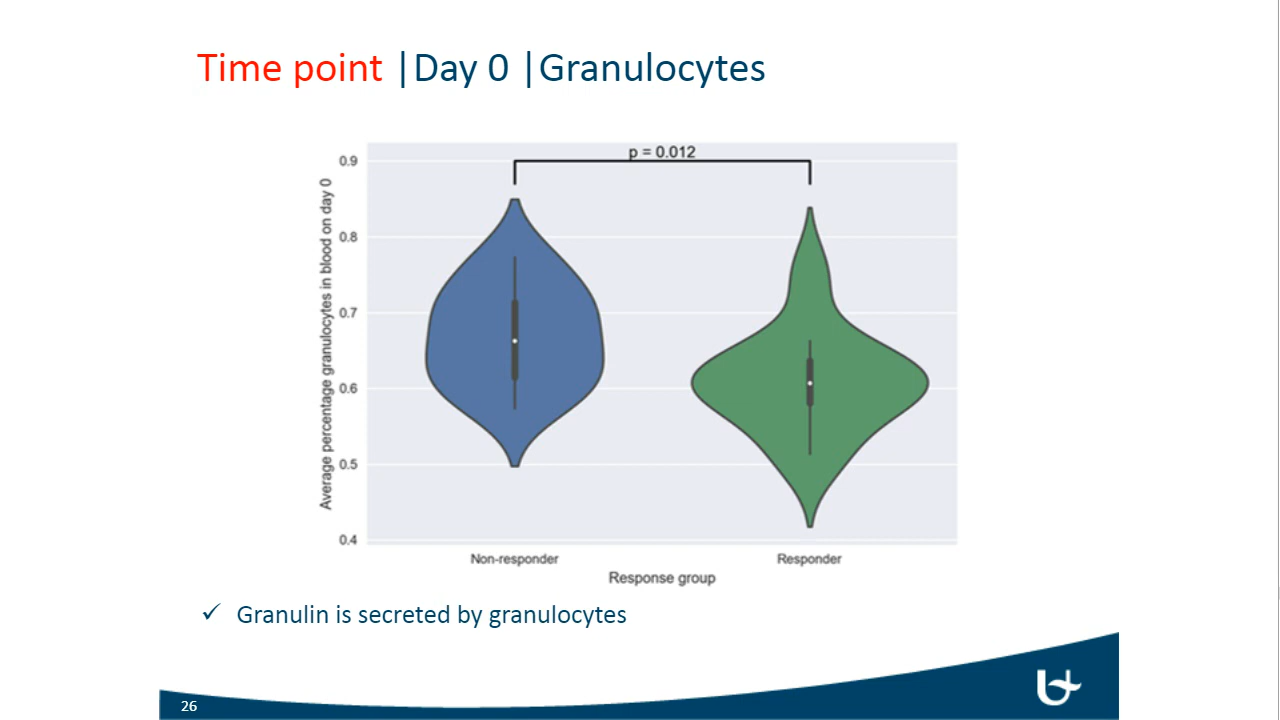 Time point |Day 0 |Granulocytes
p = 0.012
0.9
0.8
0.7
0.6
0.5
0.4
Average percentage granulocytes in blood on day 0
Non-responder
Responder
Response group
✓ Granulin is secreted by granulocytes
26